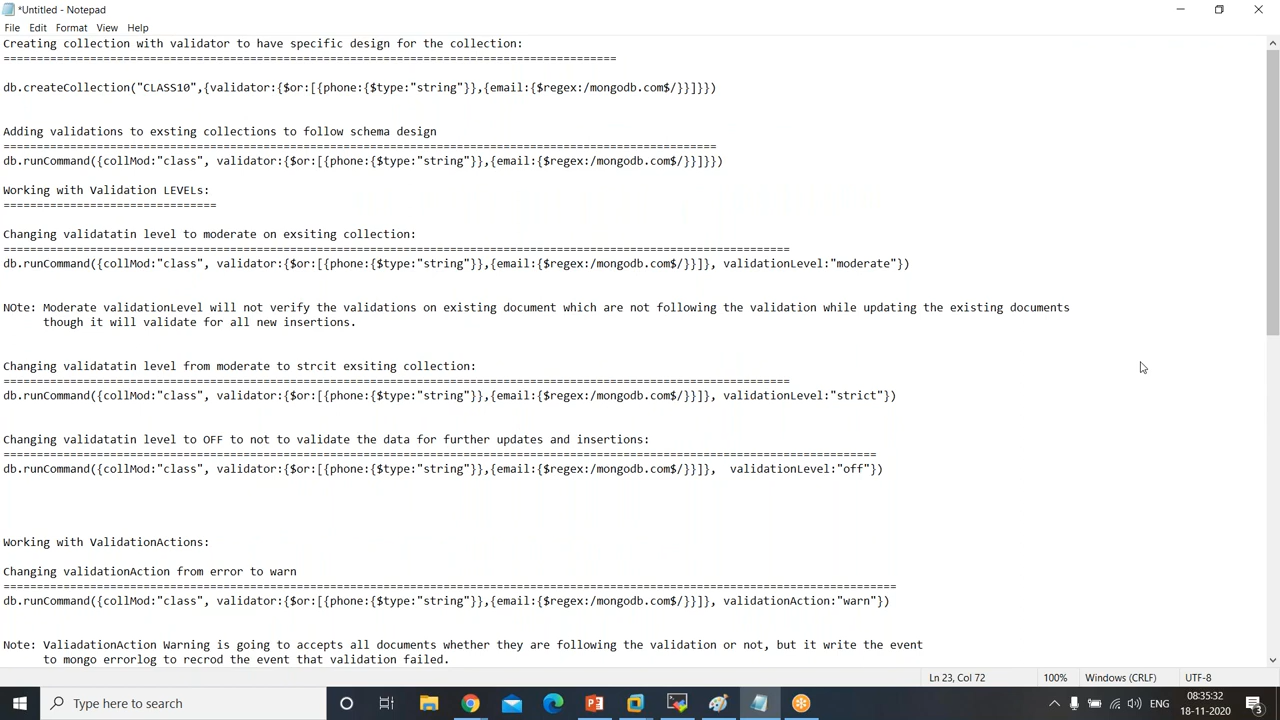 *Untitled - Notepad
File Edit Format View Help
Creating collection with validator to have specific design for the collection:
============================================================================================
db.createCollection("CLASS10",{validator:{$or:[{phone:{$type:"string"}},{email:{$regex:/mongodb.com$/}}]}})
Adding validations to exsting collections to follow schema design
===========================================================================================================
db.runCommand({collMod:"class", validator:{$or:[{phone:{$type:"string"}},{email:{$regex:/mongodb.com$/}}]}})
Working with Validation LEVELs:
================================
Changing validatatin level to moderate on exsiting collection:
======================================================================================================================
db.runCommand({collMod:"class", validator:{$or:[{phone:{$type:"string"}},{email:{$regex:/mongodb.com$/}}]}, validationLevel:"moderate"})
NOte: Moderate validationLevel will not verify the validations on existing document which are not following the validation while updating the existing documents
though it will validate for all new insertions.
Changing validatatin level from moderate to strcit exsiting collection:
======================================================================================================================
db.runCommand({collMod:"class", validator:{$or:[{phone:{$type:"string"}},{email:{$regex:/mongodb.com$/}}]}, validationLevel:"strict"})
Changing validatatin level to OFF to not to validate the data for further updates and insertions:
===================================================================================================================================
db.runCommand({collMod:"class", validator:{$or:[{phone:{$type:"string"}},{email:{$regex:/mongodb.com$/}}]}, validationLevel:"off"})
Working with ValidationActions:
Changing validationAction from error to warn
======================================================================================================================================
db.runCommand({collMod:"class", validator:{$or:[{phone:{$type:"string"}},{email:{$regex:/mongodb.com$/}}]}, validationAction:"warn"})
Note: ValiadationAction Warning is going to accepts all documents whether they are following the validation or not, but it write the event
to mongo errorlog to recrod the event that validation failed.
Ln 23, Col 72 100% Windows (CRLF) UTF-8
Type here to search ENG 08:35:32
18-11-2020 3